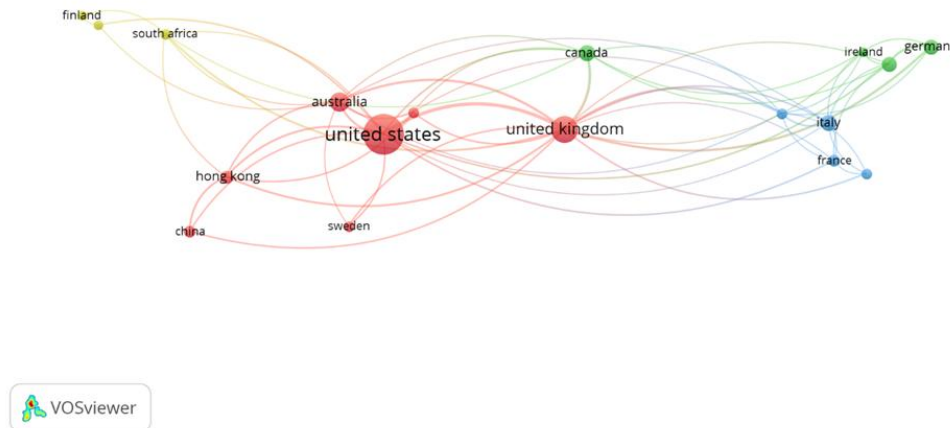 finland
south africa
canada
ireland
german
australia
united states
united kingdom
italy
france
hong kong
sweden
china
VOSviewer